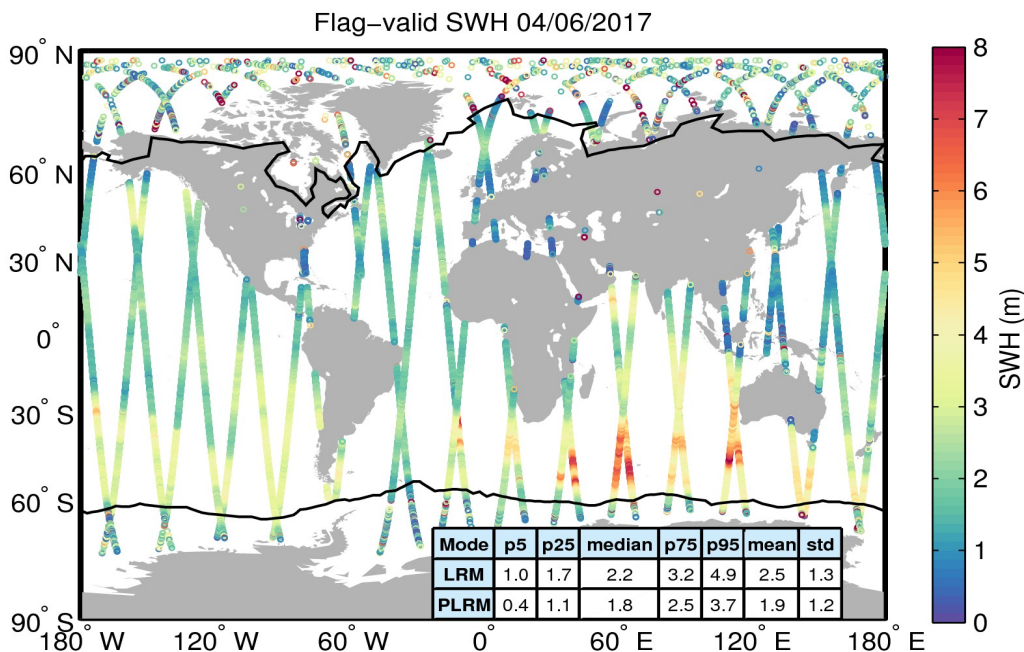 Flag−valid SWH 04/06/2017
90° N
60° N
30° N
0°
30° S
60° S
90° S
180° W
120° W
60° W
0°
60° E
120° E
180° E
Mode p5 p25 median p75 p95 mean std
LRM 1.0 1.7 2.2 3.2 4.9 2.5 1.3
PLRM 0.4 1.1 1.8 2.5 3.7 1.9 1.2
8
7
6
5
4
3
2
1
0
SWH (m)